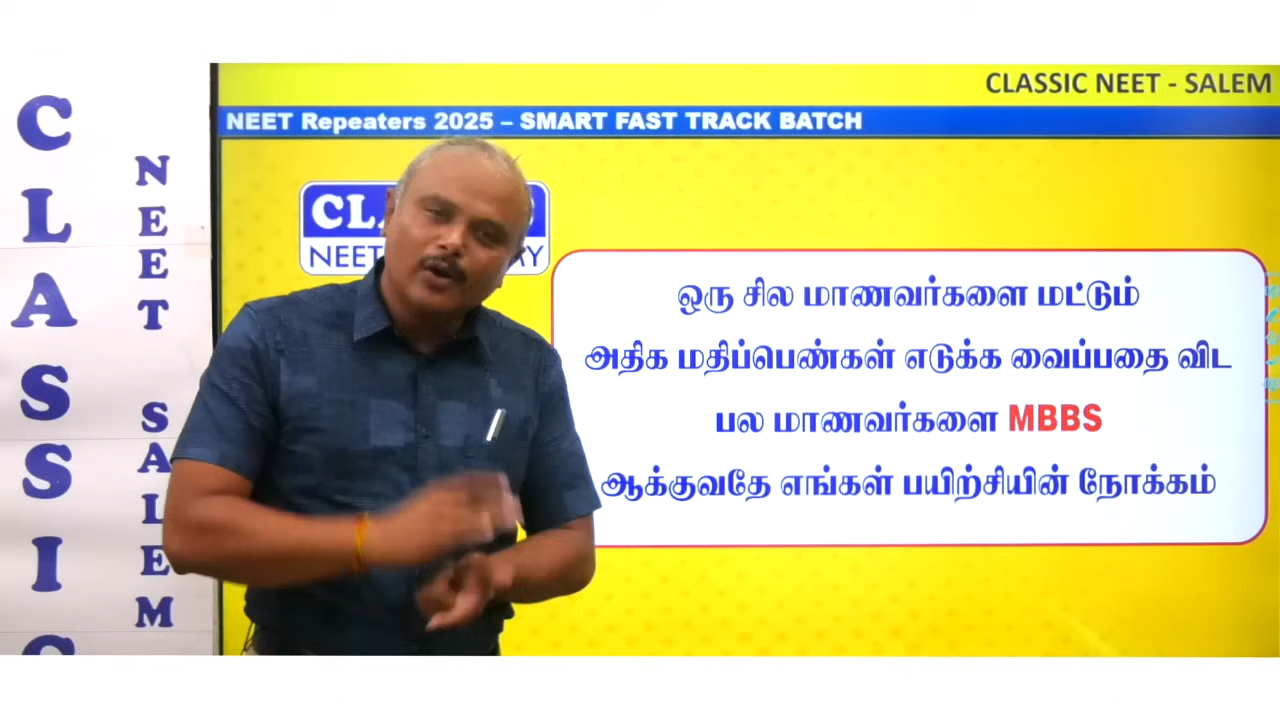 CLASSIC NEET - SALEM
NEET Repeaters 2025 – SMART FAST TRACK BATCH
CLASSIC
NEET SALEM
NEET
ஒரு சில மாணவர்களை மட்டும்
அதிக மதிப்பெண்கள் எடுக்க வைப்பதை விட
பல மாணவர்களை MBBS
ஆக்குவதே எங்கள் பயிற்சியின் நோக்கம்